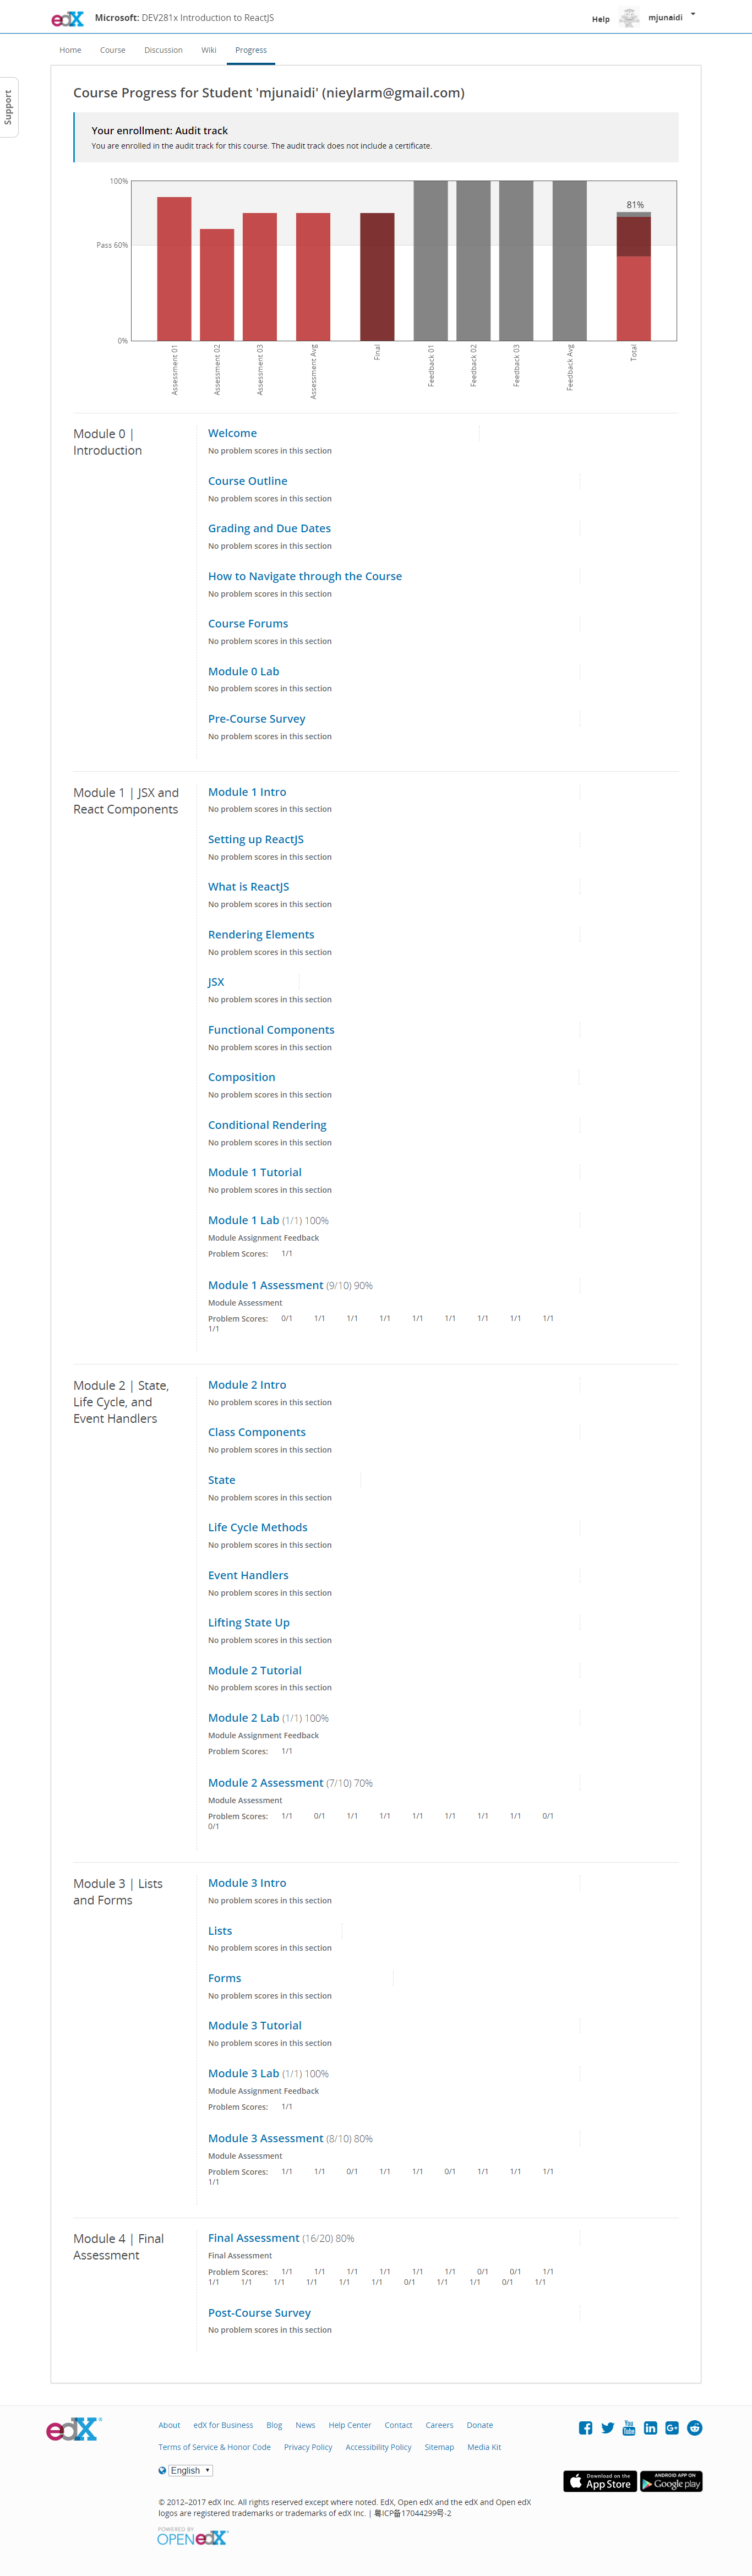 edX Microsoft: DEV281x Introduction to ReactJS Help mjunaidi
Home Course Discussion Wiki Progress
Support
Course Progress for Student 'mjunaidi' (nieylarm@gmail.com)
Your enrollment: Audit track
You are enrolled in the audit track for this course. The audit track does not include a certificate.
100%
81%
Pass 60%
0%
Assessment 01 Assessment 02 Assessment 03 Assessment Avg Final Feedback 01 Feedback 02 Feedback 03 Feedback Avg Total
Module 0 |
Introduction
Welcome
No problem scores in this section
Course Outline
No problem scores in this section
Grading and Due Dates
No problem scores in this section
How to Navigate through the Course
No problem scores in this section
Course Forums
No problem scores in this section
Module 0 Lab
No problem scores in this section
Pre-Course Survey
No problem scores in this section
Module 1 | JSX and
React Components
Module 1 Intro
No problem scores in this section
Setting up ReactJS
No problem scores in this section
What is ReactJS
No problem scores in this section
Rendering Elements
No problem scores in this section
JSX
No problem scores in this section
Functional Components
No problem scores in this section
Composition
No problem scores in this section
Conditional Rendering
No problem scores in this section
Module 1 Tutorial
No problem scores in this section
Module 1 Lab (1/1) 100%
Module Assignment Feedback
Problem Scores: 1/1
Module 1 Assessment (9/10) 90%
Module Assessment
Problem Scores: 0/1 1/1 1/1 1/1 1/1 1/1 1/1 1/1 1/1
1/1
Module 2 | State,
Life Cycle, and
Event Handlers
Module 2 Intro
No problem scores in this section
Class Components
No problem scores in this section
State
No problem scores in this section
Life Cycle Methods
No problem scores in this section
Event Handlers
No problem scores in this section
Lifting State Up
No problem scores in this section
Module 2 Tutorial
No problem scores in this section
Module 2 Lab (1/1) 100%
Module Assignment Feedback
Problem Scores: 1/1
Module 2 Assessment (7/10) 70%
Module Assessment
Problem Scores: 1/1 0/1 1/1 1/1 1/1 1/1 1/1 1/1 0/1
0/1
Module 3 | Lists
and Forms
Module 3 Intro
No problem scores in this section
Lists
No problem scores in this section
Forms
No problem scores in this section
Module 3 Tutorial
No problem scores in this section
Module 3 Lab (1/1) 100%
Module Assignment Feedback
Problem Scores: 1/1
Module 3 Assessment (8/10) 80%
Module Assessment
Problem Scores: 1/1 1/1 0/1 1/1 1/1 0/1 1/1 1/1 1/1
1/1
Module 4 | Final
Assessment
Final Assessment (16/20) 80%
Final Assessment
Problem Scores: 1/1 1/1 1/1 1/1 1/1 1/1 0/1 0/1 1/1
1/1 1/1 1/1 1/1 1/1 1/1 0/1 1/1 1/1 0/1 1/1
Post-Course Survey
No problem scores in this section
edX
About edX for Business Blog News Help Center Contact Careers Donate
Terms of Service & Honor Code Privacy Policy Accessibility Policy Sitemap Media Kit
English
Download on the App Store
ANDROID APP ON Google play
© 2012–2017 edX Inc. All rights reserved except where noted. EdX, Open edX and the edX and Open edX
logos are registered trademarks or trademarks of edX Inc. | 粤ICP备17044299号-2
POWERED BY
OPEN edX